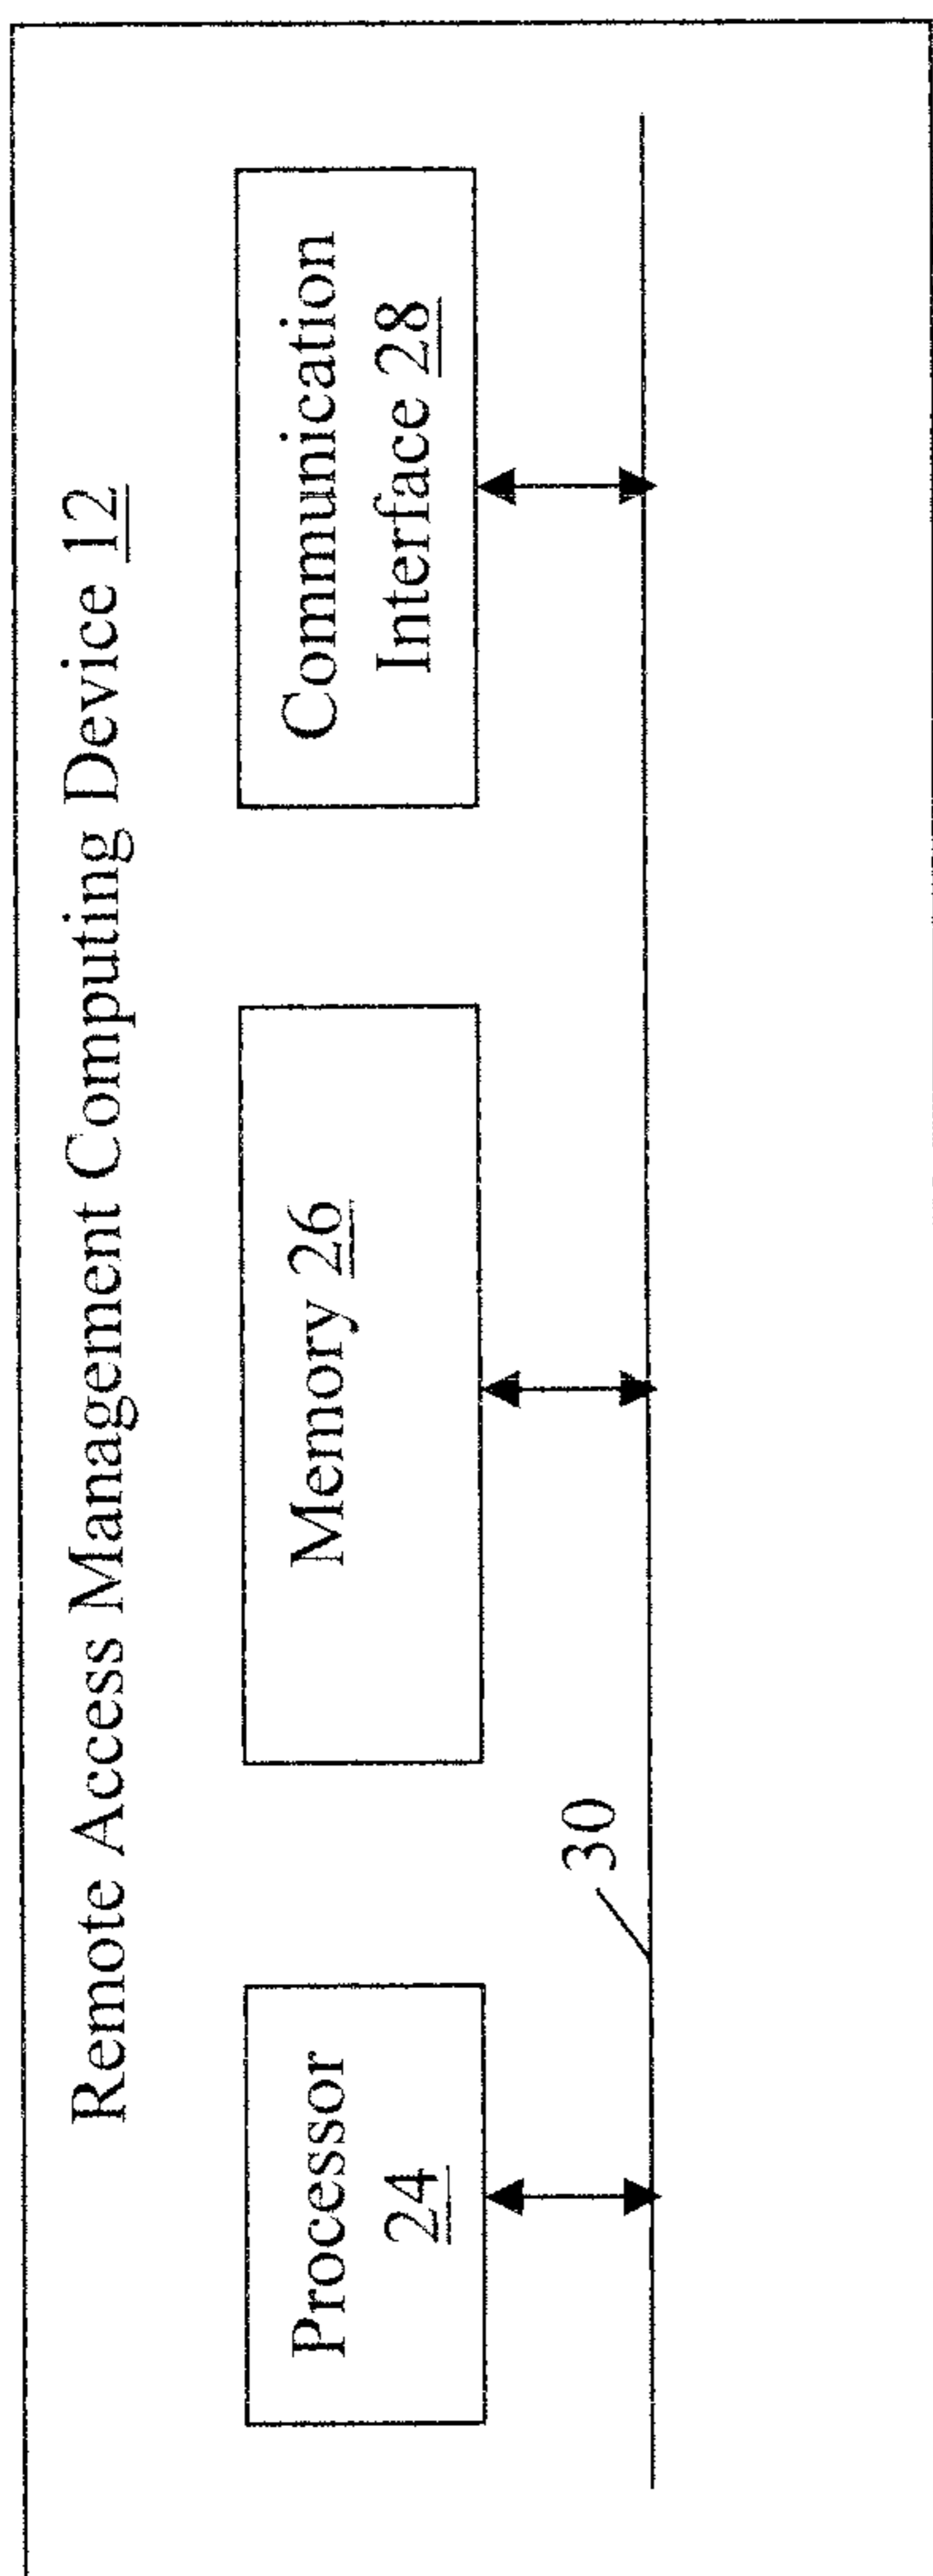 Remote Access Management Computing Device 12
Processor
24
Memory 26
Communication
Interface 28
30